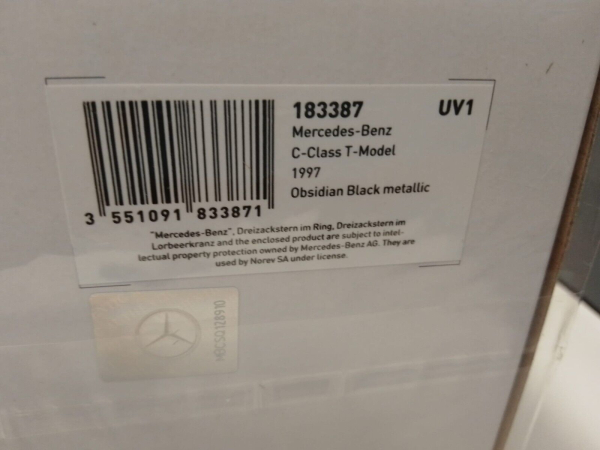 183387 UV1
Mercedes-Benz
C-Class T-Model
1997
Obsidian Black metallic
3 551091 833871
"Mercedes-Benz", Dreizackstern im Ring, Dreizackstern im
Lorbeerkranz and the enclosed product are subject to intel-
lectual property protection owned by Mercedes-Benz AG. They are
used by Norev SA under license.